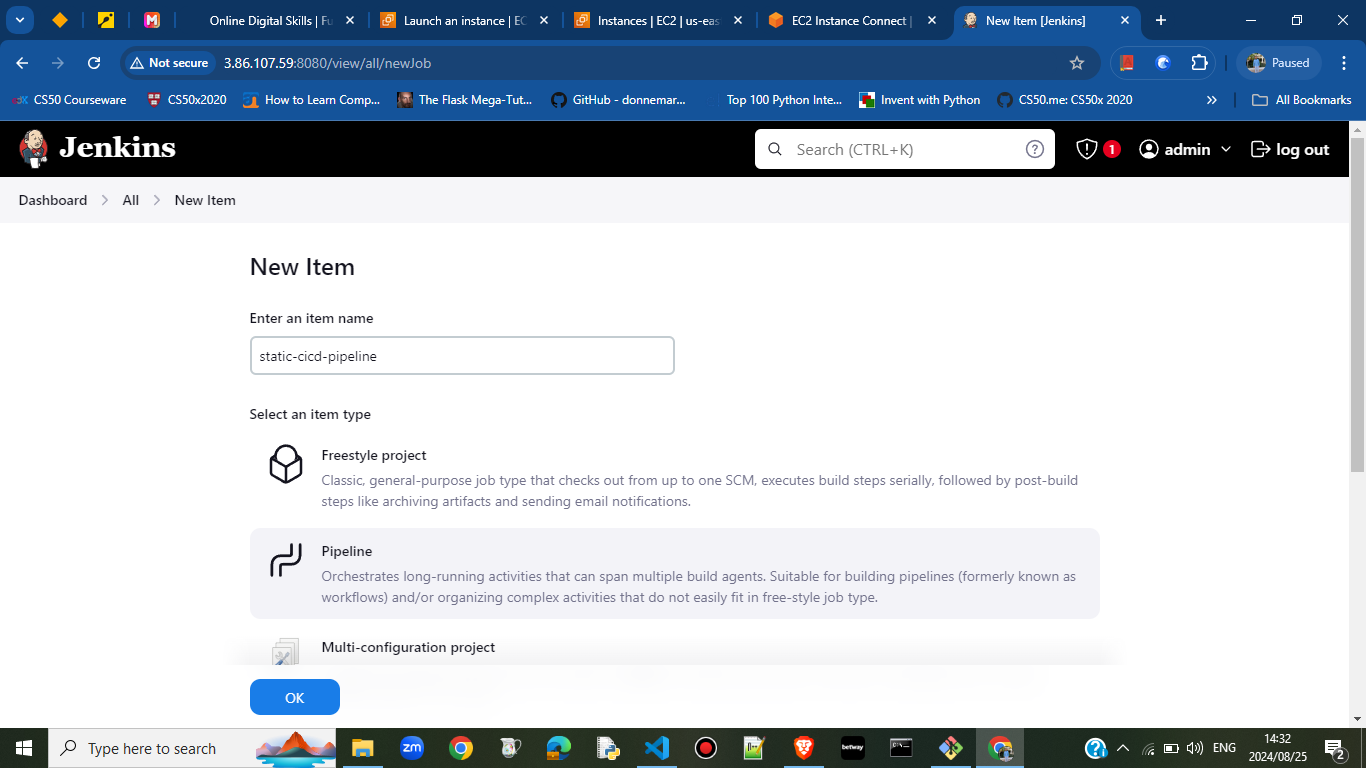 Online Digital Skills | Fu
Launch an instance | EC
Instances | EC2 | us-eas
EC2 Instance Connect |
New Item [Jenkins]
Not secure
3.86.107.59:8080/view/all/newJob
Paused
CS50 Courseware
CS50x2020
How to Learn Comp...
The Flask Mega-Tut...
GitHub - donnemar...
Top 100 Python Inte...
Invent with Python
CS50.me: CS50x 2020
All Bookmarks
Jenkins
Search (CTRL+K)
1
admin
log out
Dashboard
All
New Item
New Item
Enter an item name
static-cicd-pipeline
Select an item type
Freestyle project
Classic, general-purpose job type that checks out from up to one SCM, executes build steps serially, followed by post-build
steps like archiving artifacts and sending email notifications.
Pipeline
Orchestrates long-running activities that can span multiple build agents. Suitable for building pipelines (formerly known as
workflows) and/or organizing complex activities that do not easily fit in free-style job type.
Multi-configuration project
OK
Type here to search
zm
betway
ENG
14:32
2024/08/25
2